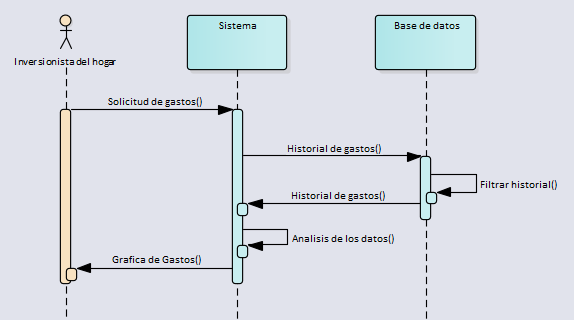 Sistema
Base de datos
Inversionista del hogar
Solicitud de gastos()
Historial de gastos()
Filtrar historial()
Historial de gastos()
Analisis de los datos()
Grafica de Gastos()